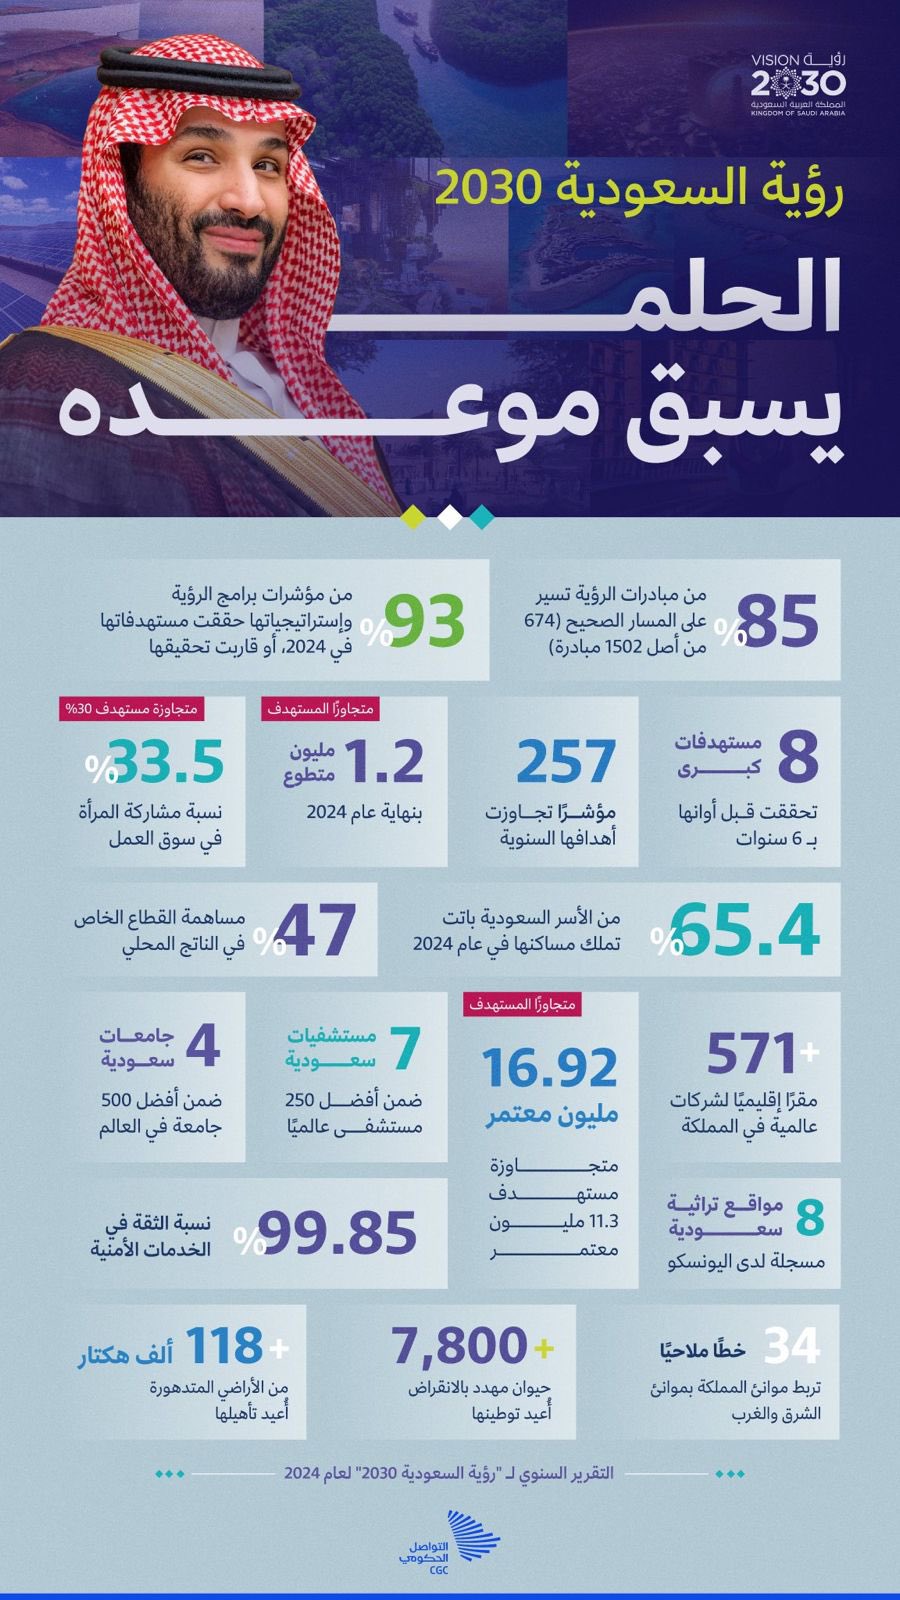 رؤية VISION
2030
المملكة العربية السعودية
KINGDOM OF SAUDI ARABIA
رؤية السعودية 2030
الحلم
يسبق موعده
85%
من مبادرات الرؤية تسير
على المسار الصحيح (674
من أصل 1502 مبادرة)
93%
من مؤشرات برامج الرؤية
وإستراتيجياتها حققت مستهدفاتها
في 2024، أو قاربت تحقيقها
8
مستهدفات
كبرى
تحققت قبل أوانها
بـ 6 سنوات
257
مؤشرًا تجاوزت
أهدافها السنوية
متجاوزًا المستهدف
1.2
مليون
متطوع
بنهاية عام 2024
متجاوزة مستهدف 30%
33.5%
نسبة مشاركة المرأة
في سوق العمل
65.4%
من الأسر السعودية باتت
تملك مساكنها في عام 2024
47%
مساهمة القطاع الخاص
في الناتج المحلي
+571
مقرًا إقليميًا لشركات
عالمية في المملكة
متجاوزًا المستهدف
16.92
مليون معتمر
متجاوزة
مستهدف
11.3 مليون
معتمر
7
مستشفيات
سعودية
ضمن أفضل 250
مستشفى عالميًا
4
جامعات
سعودية
ضمن أفضل 500
جامعة في العالم
8
مواقع تراثية
سعودية
مسجلة لدى اليونسكو
99.85%
نسبة الثقة في
الخدمات الأمنية
34 خطًا ملاحيًا
تربط موانئ المملكة بموانئ
الشرق والغرب
+7,800
حيوان مهدد بالانقراض
أُعيد توطينها
+118 ألف هكتار
من الأراضي المتدهورة
أُعيد تأهيلها
التقرير السنوي لـ "رؤية السعودية 2030" لعام 2024
التواصل
الحكومي
CGC